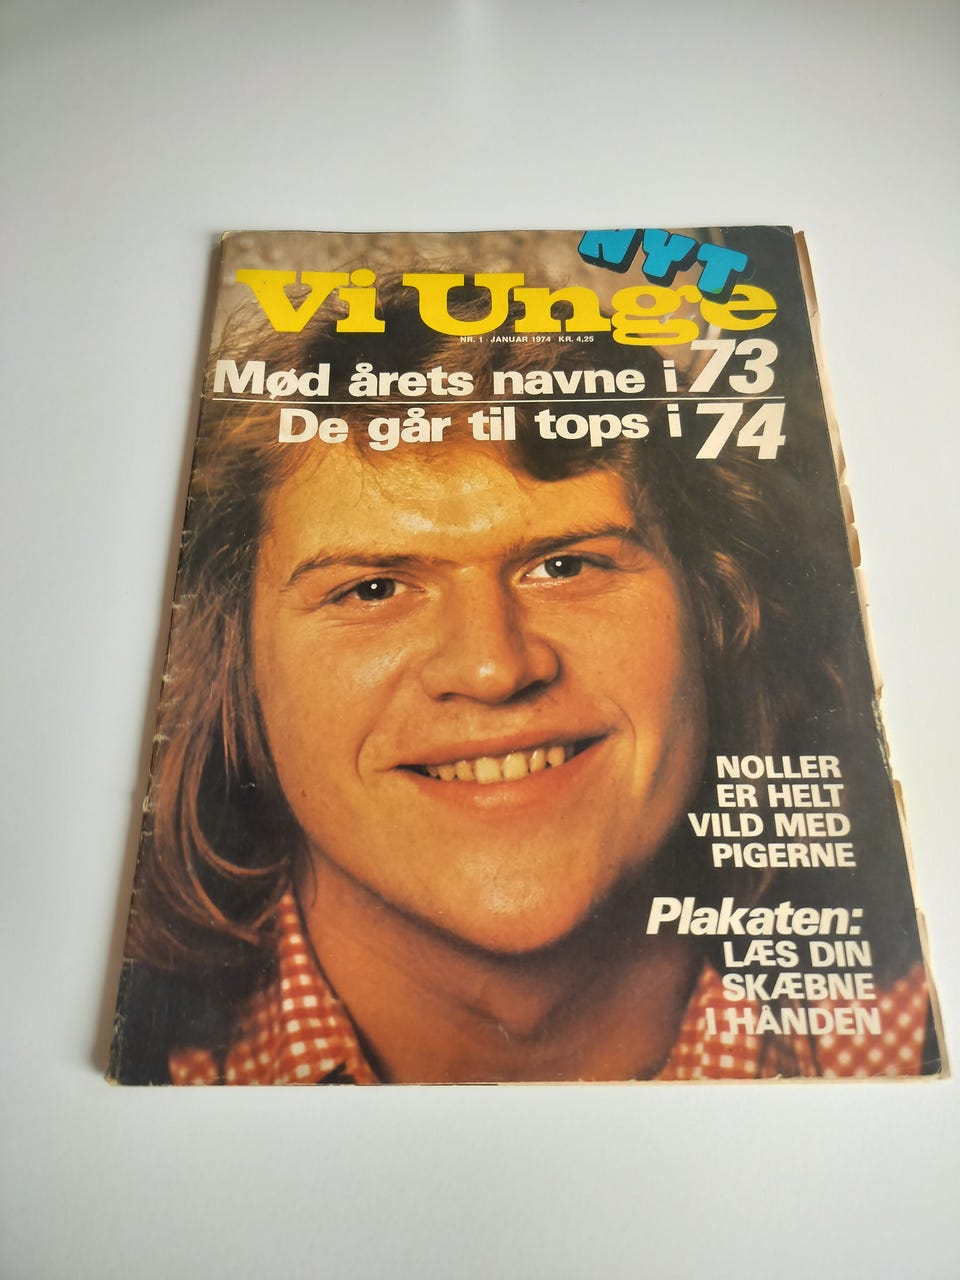 NYT
Vi Unge
NR. 1 · JANUAR 1974 KR. 4,25
Mød årets navne i 73
De går til tops i 74
NOLLER
ER HELT
VILD MED
PIGERNE
Plakaten:
LÆS DIN
SKÆBNE
I HÅNDEN